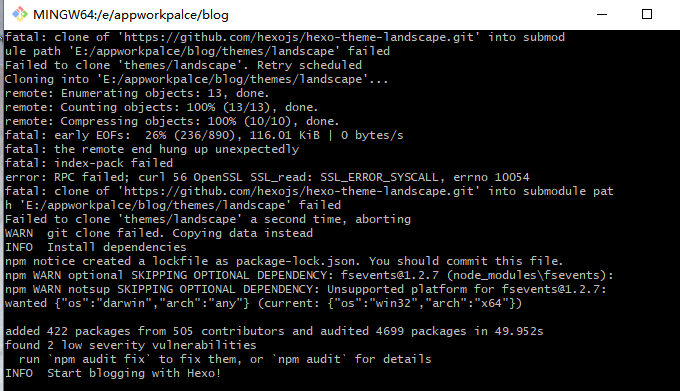 MINGW64:/e/appworkpalce/blog
fatal: clone of 'https://github.com/hexojs/hexo-theme-landscape.git' into submod
ule path 'E:/appworkpalce/blog/themes/landscape' failed
Failed to clone 'themes/landscape'. Retry scheduled
Cloning into 'E:/appworkpalce/blog/themes/landscape'...
remote: Enumerating objects: 13, done.
remote: Counting objects: 100% (13/13), done.
remote: Compressing objects: 100% (10/10), done.
fatal: early EOFs:  26% (236/890), 116.01 KiB | 0 bytes/s
fatal: the remote end hung up unexpectedly
fatal: index-pack failed
error: RPC failed; curl 56 OpenSSL SSL_read: SSL_ERROR_SYSCALL, errno 10054
fatal: clone of 'https://github.com/hexojs/hexo-theme-landscape.git' into submodule pat
h 'E:/appworkpalce/blog/themes/landscape' failed
Failed to clone 'themes/landscape' a second time, aborting
WARN  git clone failed. Copying data instead
INFO  Install dependencies
npm notice created a lockfile as package-lock.json. You should commit this file.
npm WARN optional SKIPPING OPTIONAL DEPENDENCY: fsevents@1.2.7 (node_modules\fsevents):
npm WARN notsup SKIPPING OPTIONAL DEPENDENCY: Unsupported platform for fsevents@1.2.7:
wanted {"os":"darwin","arch":"any"} (current: {"os":"win32","arch":"x64"})
added 422 packages from 505 contributors and audited 4699 packages in 49.952s
found 2 low severity vulnerabilities
  run `npm audit fix` to fix them, or `npm audit` for details
INFO  Start blogging with Hexo!